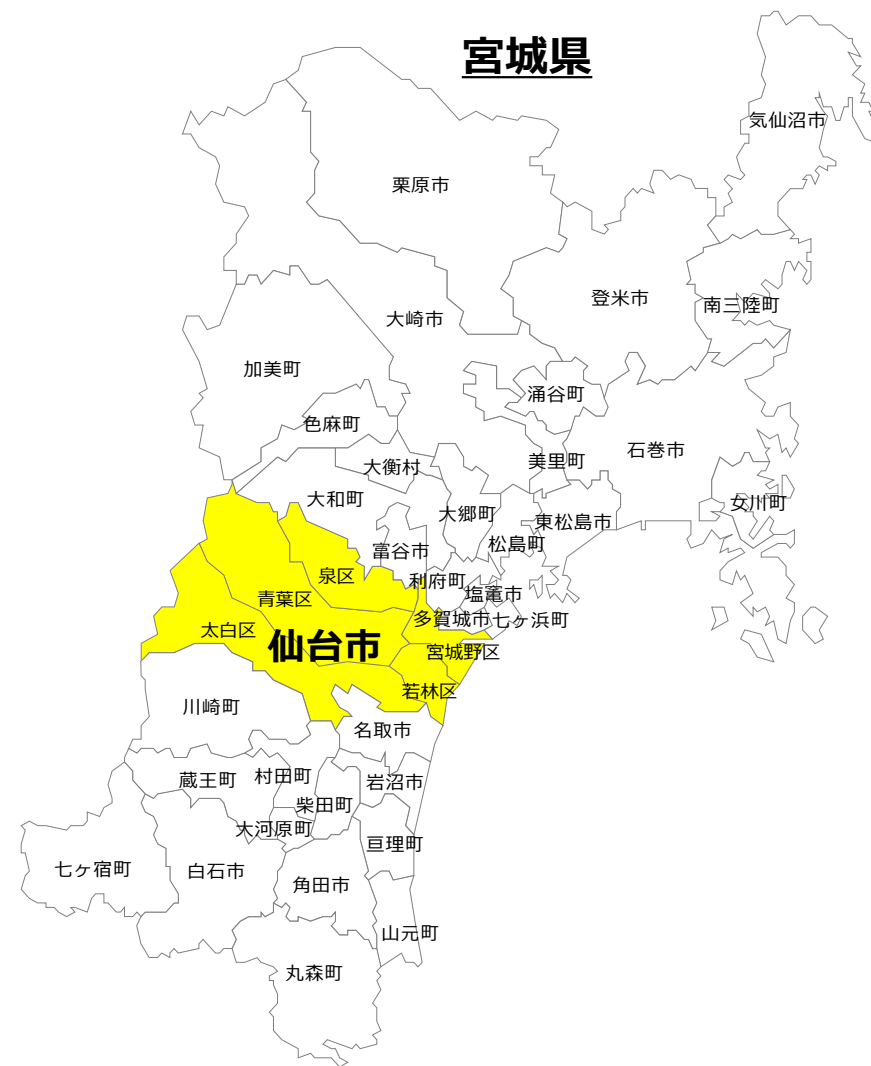 宮城県
気仙沼市
栗原市
登米市
南三陸町
大崎市
加美町
涌谷町
色麻町
石巻市
美里町
大衡村
大和町
女川町
大郷町
東松島市
松島町
富谷市
泉区
利府町
塩竈市
青葉区
多賀城市
七ヶ浜町
太白区
仙台市
宮城野区
若林区
川崎町
名取市
村田町
蔵王町
岩沼市
柴田町
大河原町
亘理町
七ヶ宿町
白石市
角田市
山元町
丸森町